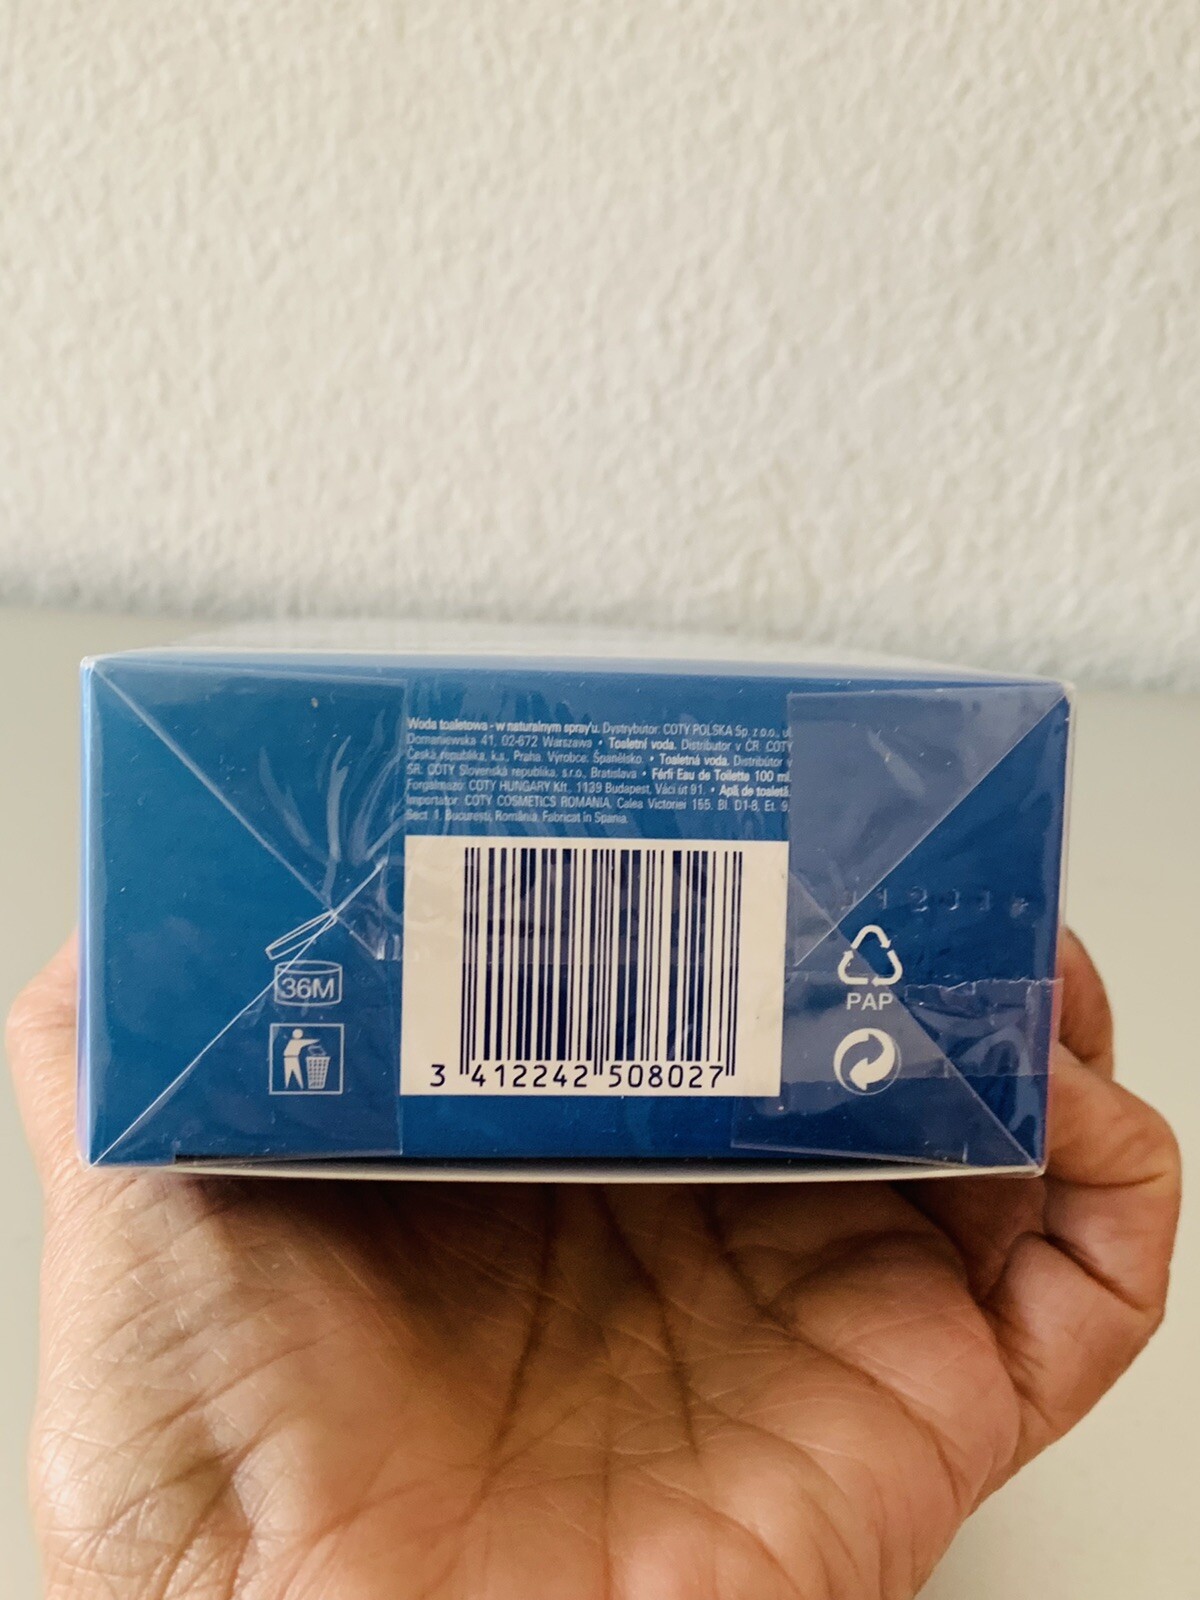 Woda toaletowa - w naturalnym spray'u. Dystrybutor: COTY POLSKA Sp. z o.o., ul.
Domaniewska 41, 02-672 Warszawa • Toaletní voda. Distributor v ČR. COTY
Česká republika, k.s., Praha. Výrobce: Španělsko. • Toaletná voda. Distribútor v
SR. COTY Slovenská republika, s.r.o., Bratislava • Férfi Eau de Toilette 100 ml.
Forgalmazó: COTY HUNGARY Kft., 1139 Budapest, Váci út 91. • Apă de toaletă.
Importator: COTY COSMETICS ROMANIA, Calea Victoriei 155. Bl. D1-8, Et. 9,
Sect. 1, Bucureşti, România. Fabricat in Spania.
36M
PAP
3 412242 508027